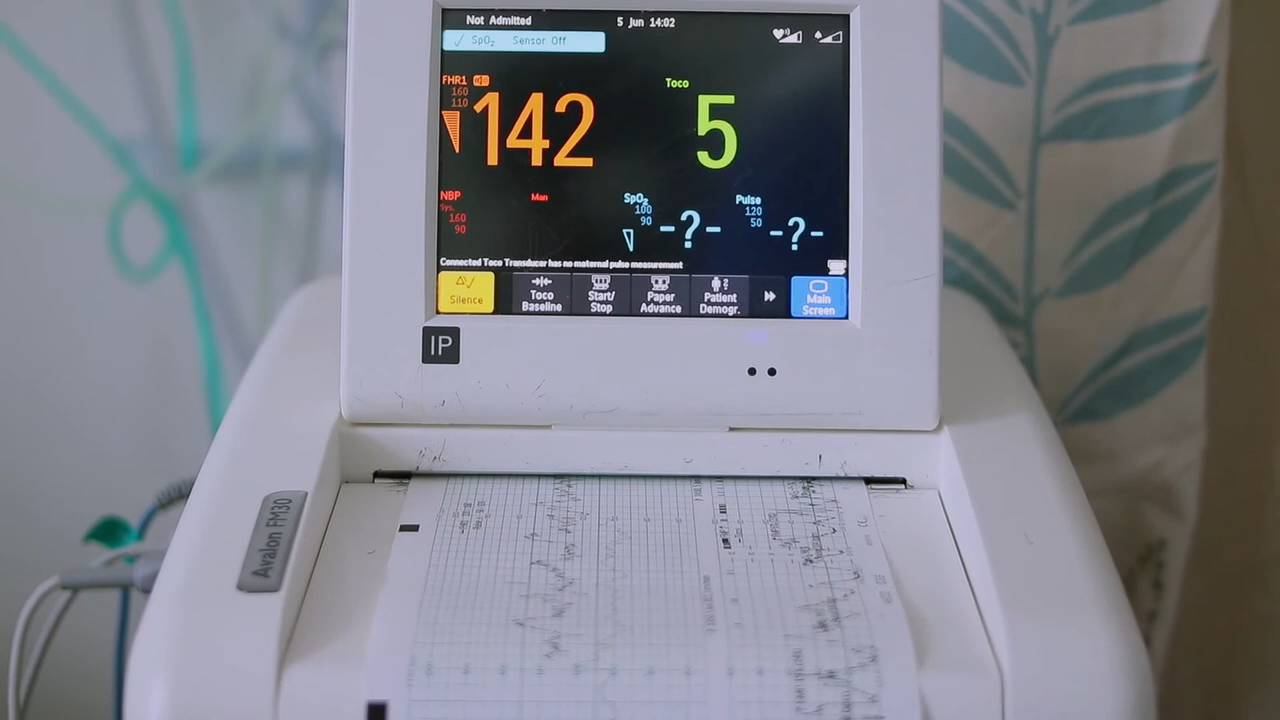 Not Admitted 5 Jun 14:02
SpO₂ Sensor Off
FHR1
160
110
142
Toco
5
NBP
Sys.
160
90
Man
SpO₂
100
90
-?-
Pulse
120
50
-?-
Connected Toco Transducer has no maternal pulse measurement
Silence
Toco
Baseline
Start/
Stop
Paper
Advance
Patient
Demogr.
Main
Screen
IP
Avalon FM30